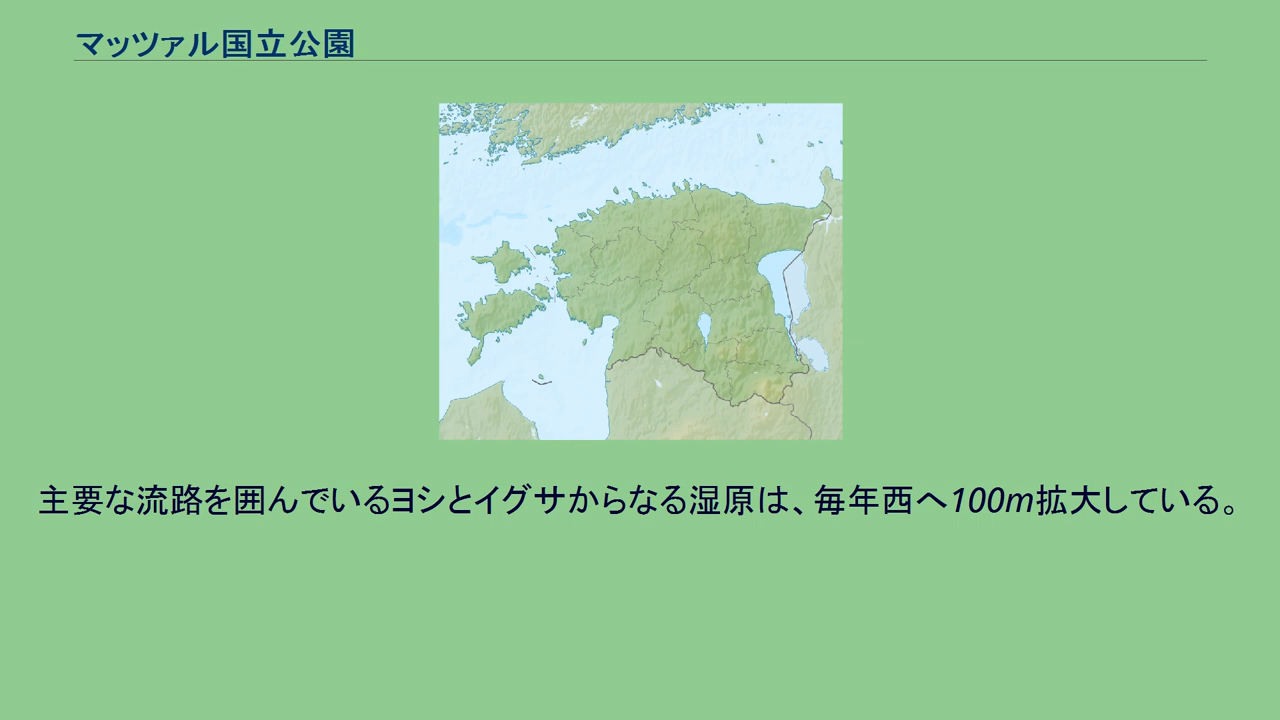 マッツァル国立公園
主要な流路を囲んでいるヨシとイグサからなる湿原は、毎年西へ100m拡大している。